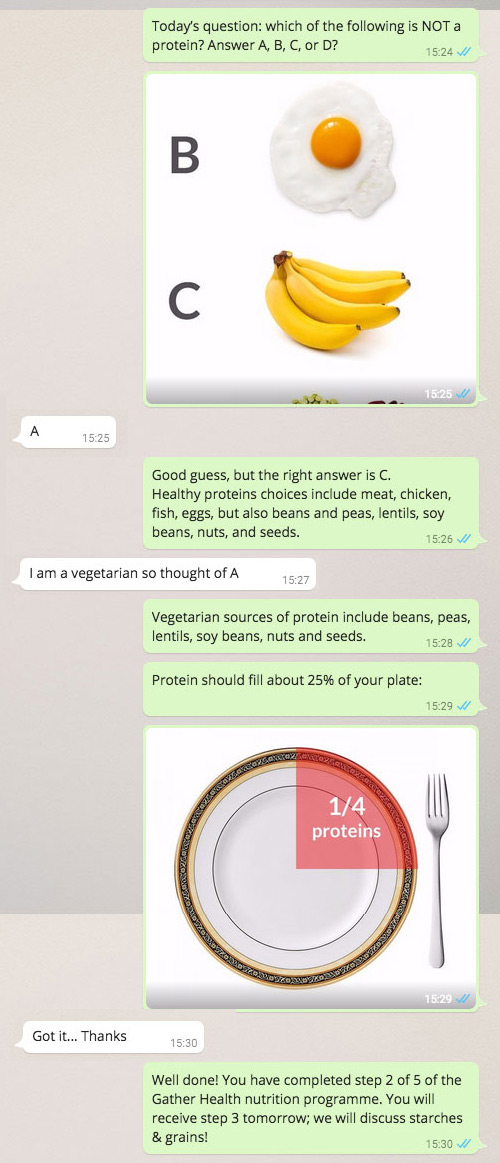 Today's question: which of the following is NOT a
protein? Answer A, B, C, or D?
15:24
B
C
15:25
A
15:25
Good guess, but the right answer is C.
Healthy proteins choices include meat, chicken,
fish, eggs, but also beans and peas, lentils, soy
beans, nuts, and seeds.
15:26
I am a vegetarian so thought of A
15:27
Vegetarian sources of protein include beans, peas,
lentils, soy beans, nuts and seeds.
15:28
Protein should fill about 25% of your plate:
15:29
1/4
proteins
15:29
Got it... Thanks
15:30
Well done! You have completed step 2 of 5 of the
Gather Health nutrition programme. You will
receive step 3 tomorrow; we will discuss starches
& grains!
15:30